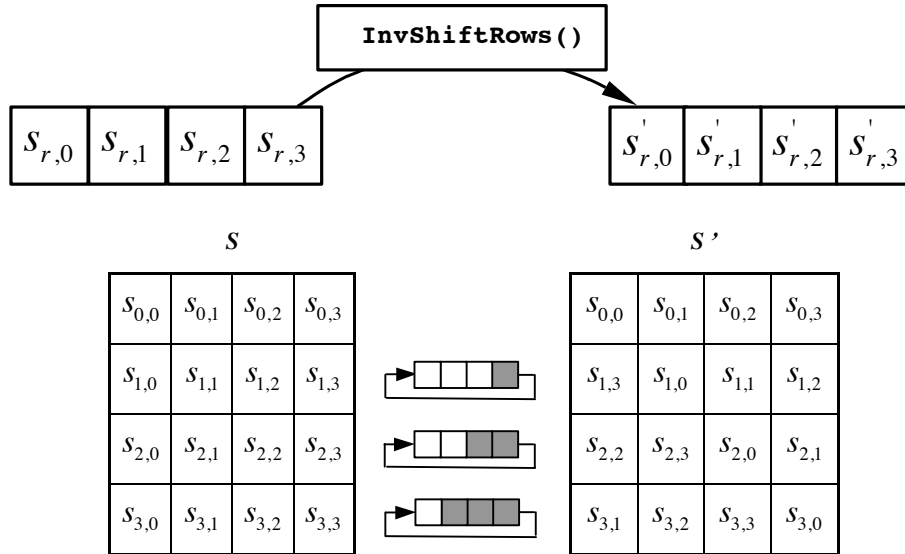 InvShiftRows()
s_{r,0} s_{r,1} s_{r,2} s_{r,3} s'_{r,0} s'_{r,1} s'_{r,2} s'_{r,3}
S S ’
s_{0,0} s_{0,1} s_{0,2} s_{0,3} s_{0,0} s_{0,1} s_{0,2} s_{0,3}
s_{1,0} s_{1,1} s_{1,2} s_{1,3} s_{1,3} s_{1,0} s_{1,1} s_{1,2}
s_{2,0} s_{2,1} s_{2,2} s_{2,3} s_{2,2} s_{2,3} s_{2,0} s_{2,1}
s_{3,0} s_{3,1} s_{3,2} s_{3,3} s_{3,1} s_{3,2} s_{3,3} s_{3,0}